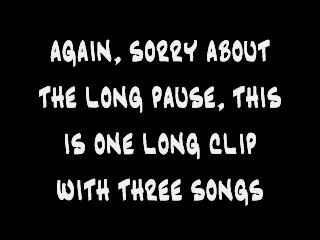 AGAIN, SORRY ABOUT
THE LONG PAUSE, THIS
IS ONE LONG CLIP
WITH THREE SONGS